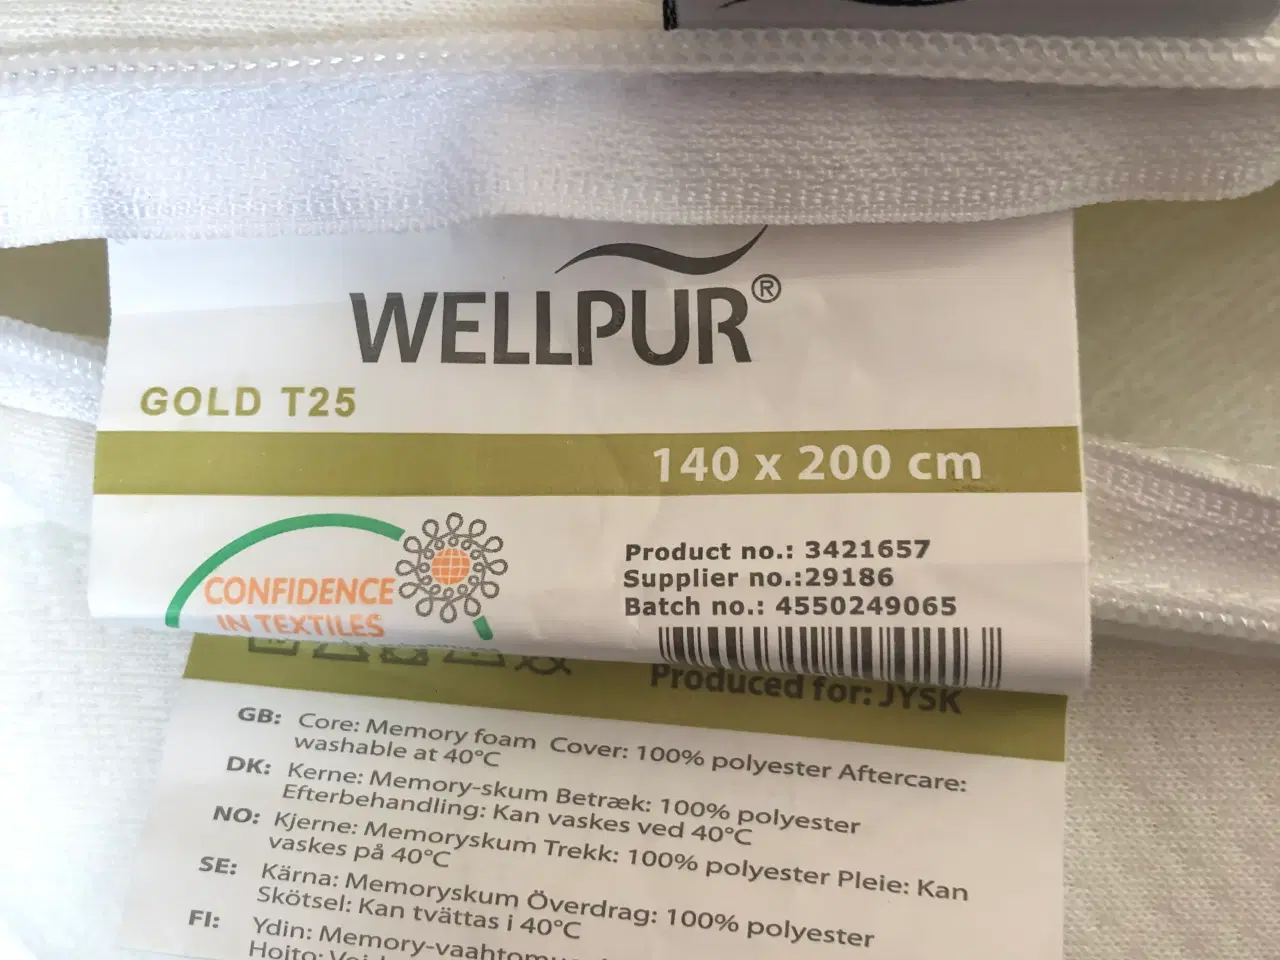 WELLPUR®
GOLD T25
140 x 200 cm
CONFIDENCE
IN TEXTILES
Product no.: 3421657
Supplier no.:29186
Batch no.: 4550249065
Produced for: JYSK
GB: Core: Memory foam Cover: 100% polyester Aftercare:
washable at 40°C
DK: Kerne: Memory-skum Betræk: 100% polyester
Efterbehandling: Kan vaskes ved 40°C
NO: Kjerne: Memoryskum Trekk: 100% polyester Pleie: Kan
vaskes på 40°C
SE: Kärna: Memoryskum Överdrag: 100% polyester
Skötsel: Kan tvättas i 40°C
FI: Ydin:
Hoito: